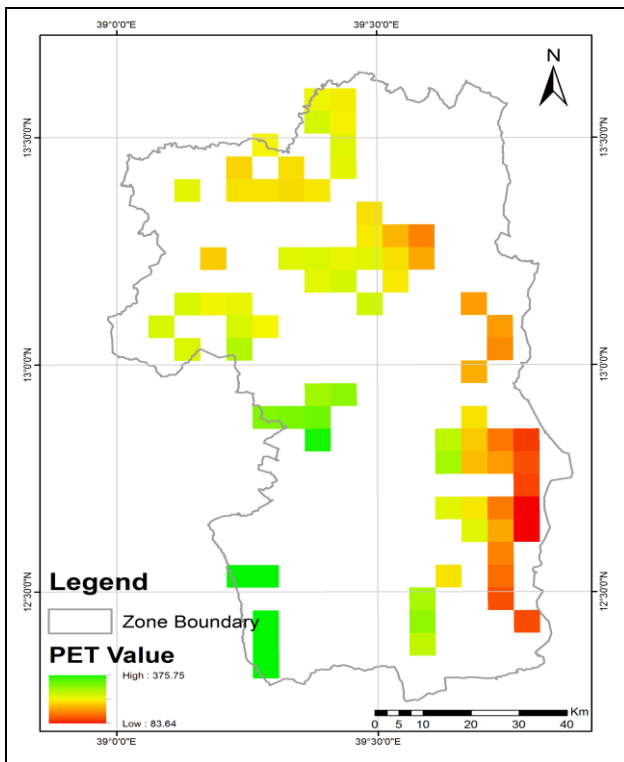 39°0'0"E 39°30'0"E
N
13°30'0"N 13°30'0"N
13°0'0"N 13°0'0"N
12°30'0"N 12°30'0"N
Legend
Zone Boundary
PET Value
High : 375.75
Low : 83.64
Km
0 5 10 20 30 40
39°0'0"E 39°30'0"E